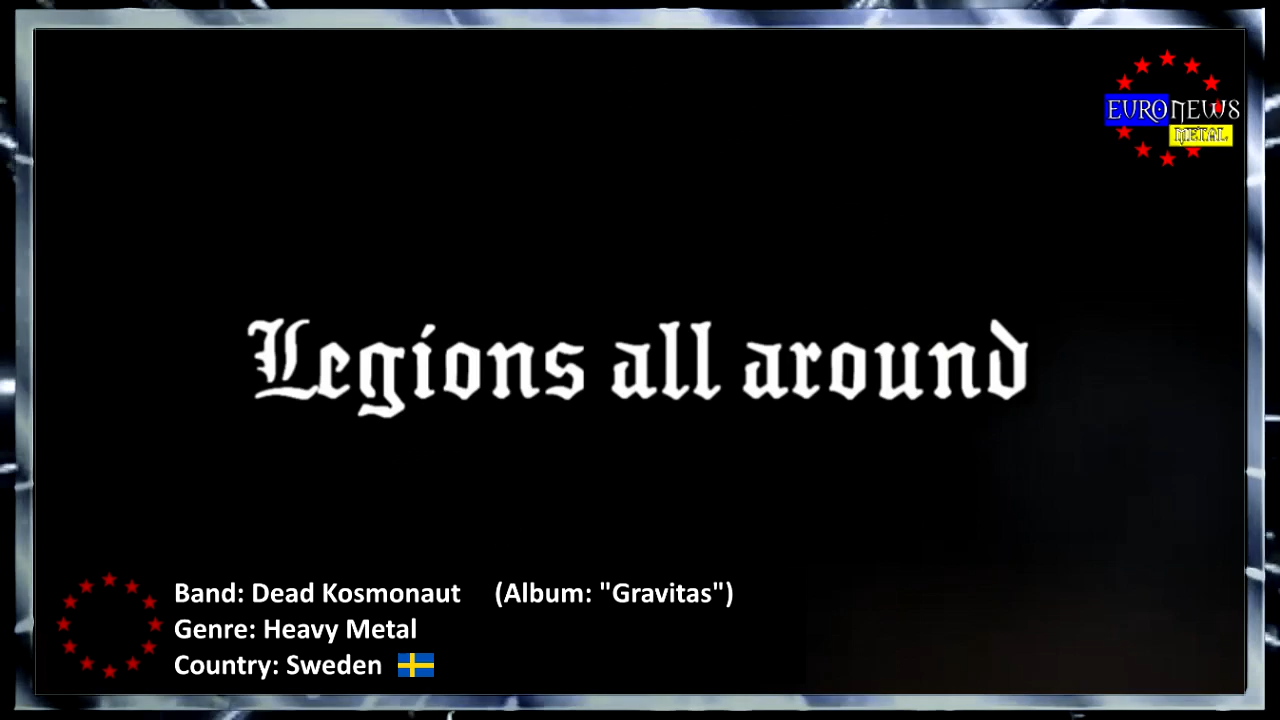 EURONEWS
METAL
Legions all around
Band: Dead Kosmonaut (Album: "Gravitas")
Genre: Heavy Metal
Country: Sweden